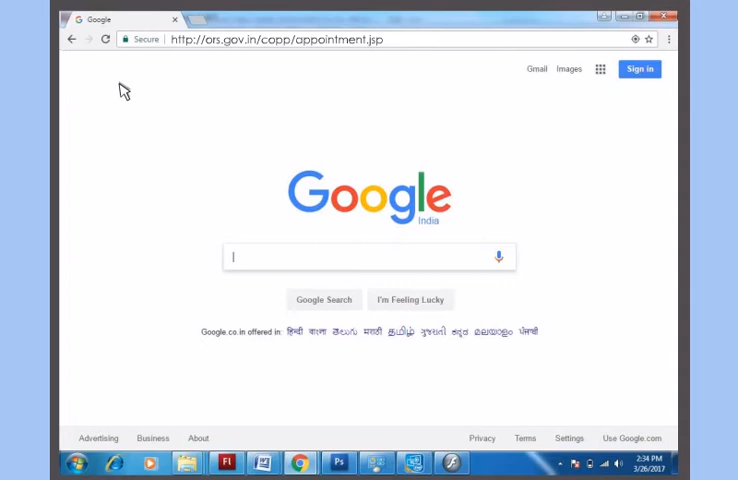 Google
Secure http://ors.gov.in/copp/appointment.jsp
Gmail Images Sign in
Google
India
Google Search I'm Feeling Lucky
Google.co.in offered in: हिन्दी বাংলা తెలుగు मराठी தமிழ் ગુજરાતી ಕನ್ನಡ മലയാളം ਪੰਜਾਬੀ
Advertising Business About Privacy Terms Settings Use Google.com
Fl W Ps
2:34 PM
3/26/2017